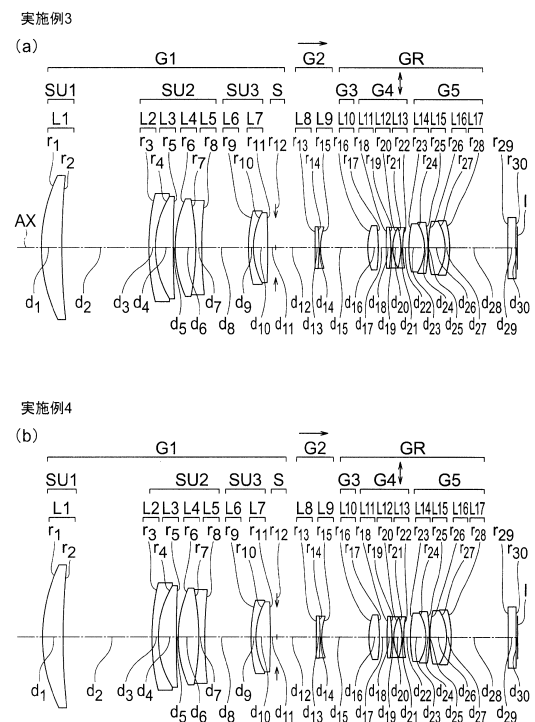 実施例3
(a)
G1 G2 GR
SU1 SU2 SU3 S G3 G4 G5
L1 L2 L3 L4 L5 L6 L7 L8 L9 L10 L11 L12 L13 L14 L15 L16 L17
r1 r3 r5 r6 r8 r9 r11 r12 r13 r15 r16 r18 r20 r22 r23 r25 r26 r28 r29
r2 r4 r7 r10 r14 r17 r19 r21 r24 r27 r30
I
AX
d1 d2 d3 d4 d7 d8 d9 d12 d14 d15 d16 d18 d20 d22 d24 d26 d28 d30
d5 d6 d10 d11 d13 d17 d19 d21 d23 d25 d27 d29
実施例4
(b)
G1 G2 GR
SU1 SU2 SU3 S G3 G4 G5
L1 L2 L3 L4 L5 L6 L7 L8 L9 L10 L11 L12 L13 L14 L15 L16 L17
r1 r3 r5 r6 r8 r9 r11 r12 r13 r15 r16 r18 r20 r22 r23 r25 r26 r28 r29
r2 r4 r7 r10 r14 r17 r19 r21 r24 r27 r30
I
d1 d2 d3 d4 d7 d8 d9 d12 d14 d15 d16 d18 d20 d22 d24 d26 d28 d30
d5 d6 d10 d11 d13 d17 d19 d21 d23 d25 d27 d29